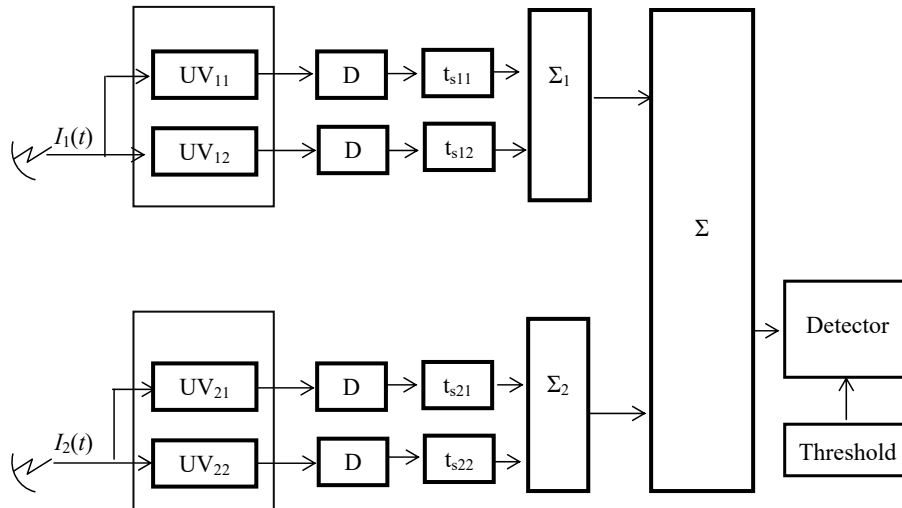 UV₁₁ D tₛ₁₁ Σ₁
I₁(t)
UV₁₂ D tₛ₁₂
Σ
Detector
UV₂₁ D tₛ₂₁ Σ₂
I₂(t)
UV₂₂ D tₛ₂₂
Threshold